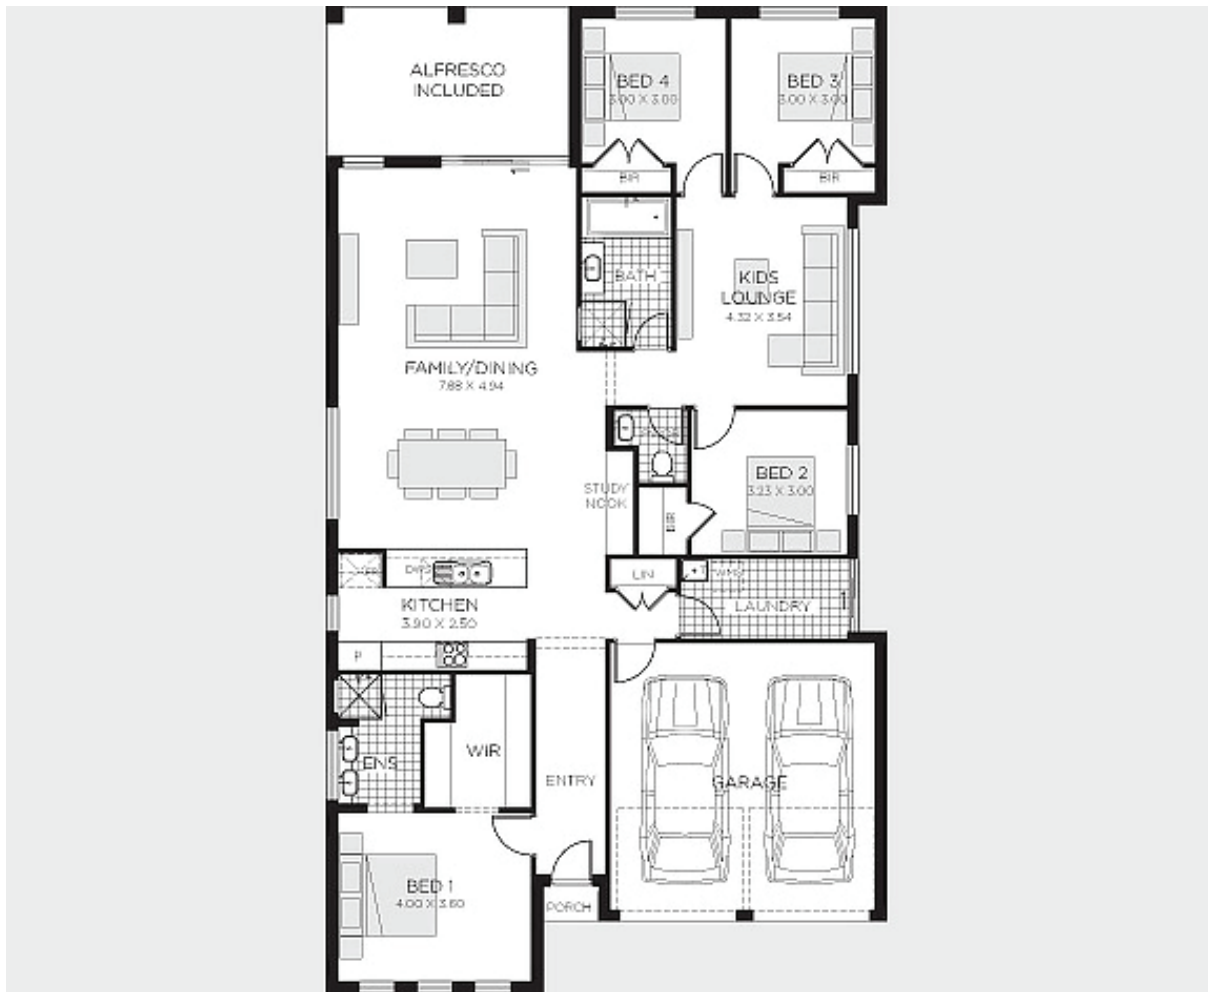 ALFRESCO
INCLUDED
BED 4
3.00 X 3.00
BED 3
3.00 X 3.00
BIR
BIR
BATH
KIDS
LOUNGE
4.32 X 3.54
FAMILY/DINING
7.88 X 4.94
STUDY
NOOK
BED 2
3.23 X 3.00
BIR
LIN
LAUNDRY
KITCHEN
3.90 X 2.50
P
ENS
WIR
ENTRY
GARAGE
BED 1
4.00 X 3.60
PORCH